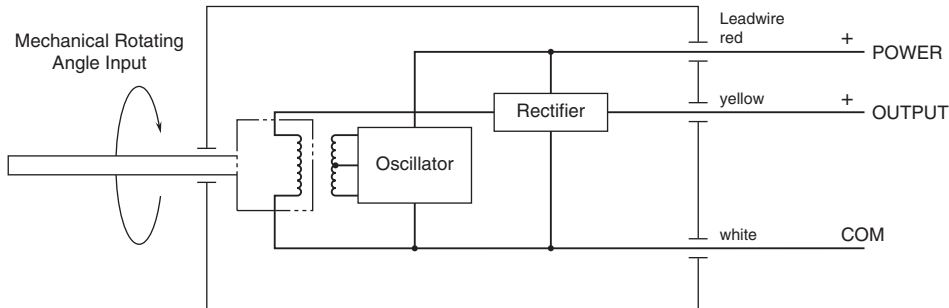 Mechanical Rotating
Angle Input
Leadwire
red
+
POWER
yellow
+
OUTPUT
Rectifier
Oscillator
white
COM